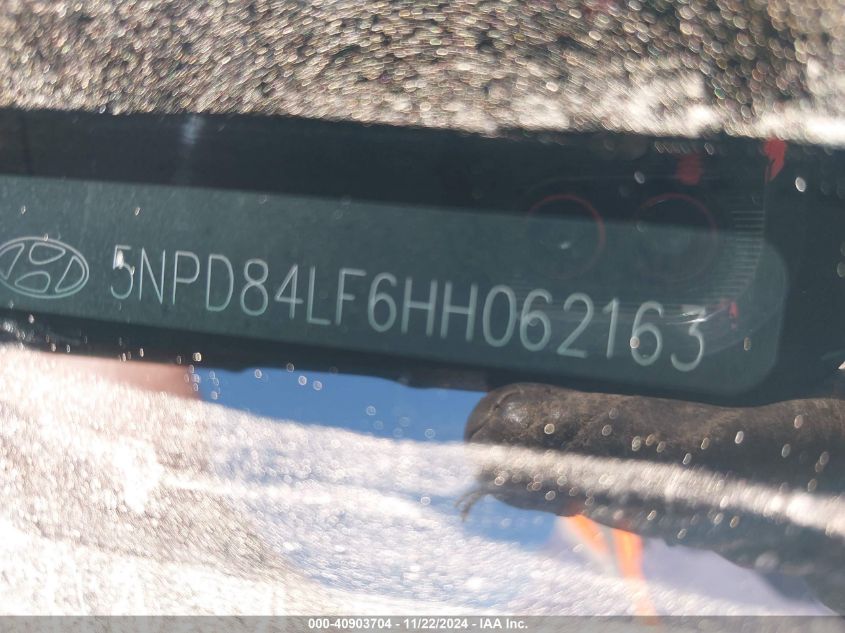 5NPD84LF6HH062163
000-40903704 - 11/22/2024 - IAA Inc.